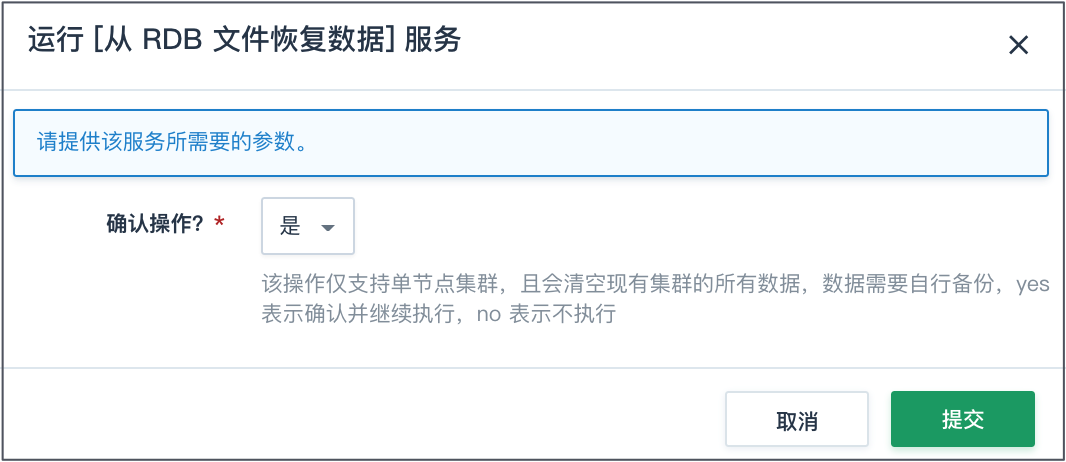 运行 [从 RDB 文件恢复数据] 服务
请提供该服务所需要的参数。
确认操作? *
是
该操作仅支持单节点集群，且会清空现有集群的所有数据，数据需要自行备份，yes
表示确认并继续执行，no 表示不执行
取消
提交